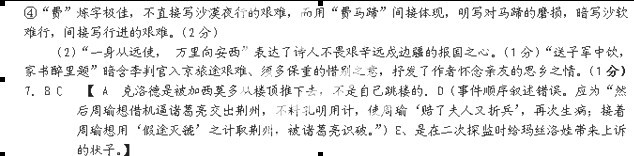 ④“费”炼字极佳，不直接写沙漠夜行的艰难，而用“费马蹄”间接体现，明写对马蹄的磨损，暗写沙软
难行，间接写行进的艰难。(2分)
(2)“一身从远使，万里向安西”表达了诗人不畏艰辛远戍边疆的报国之心。(1分)“送子军中饮，
家书醉里题”暗含李判官入京旅途艰难、须多保重的惜别之意，抒发了作者怀念亲友的思乡之情。(1分)
7．BC 【A 克洛德是被加西莫多从楼顶推下去，不是自己跳楼的．D(事件顺序叙述错误。应为“然
后周瑜想借机逼诸葛亮交出荆州，不料孔明用计，使周瑜‘赔了夫人又折兵’，再次生病；接着
周瑜想用‘假途灭虢’之计取荆州，被诸葛亮识破。”)E、是在二次探监时给玛丝洛娃带来上诉
的状子。】